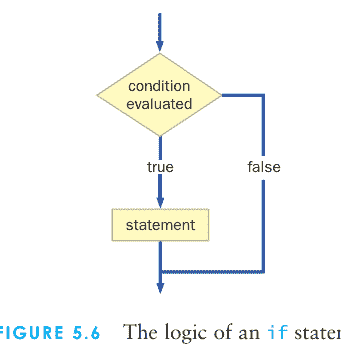 condition
evaluated
true
false
statement
FIGURE 5.6 The logic of an if